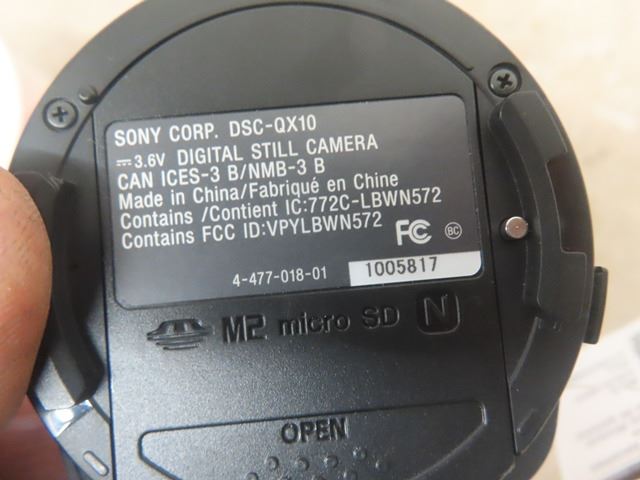 SONY CORP. DSC-QX10
3.6V DIGITAL STILL CAMERA
CAN ICES-3 B/NMB-3 B
Made in China/Fabriqué en Chine
Contains /Contient IC:772C-LBWN572
Contains FCC ID:VPYLBWN572
FC BC
4-477-018-01 1005817
M2 micro SD N
OPEN